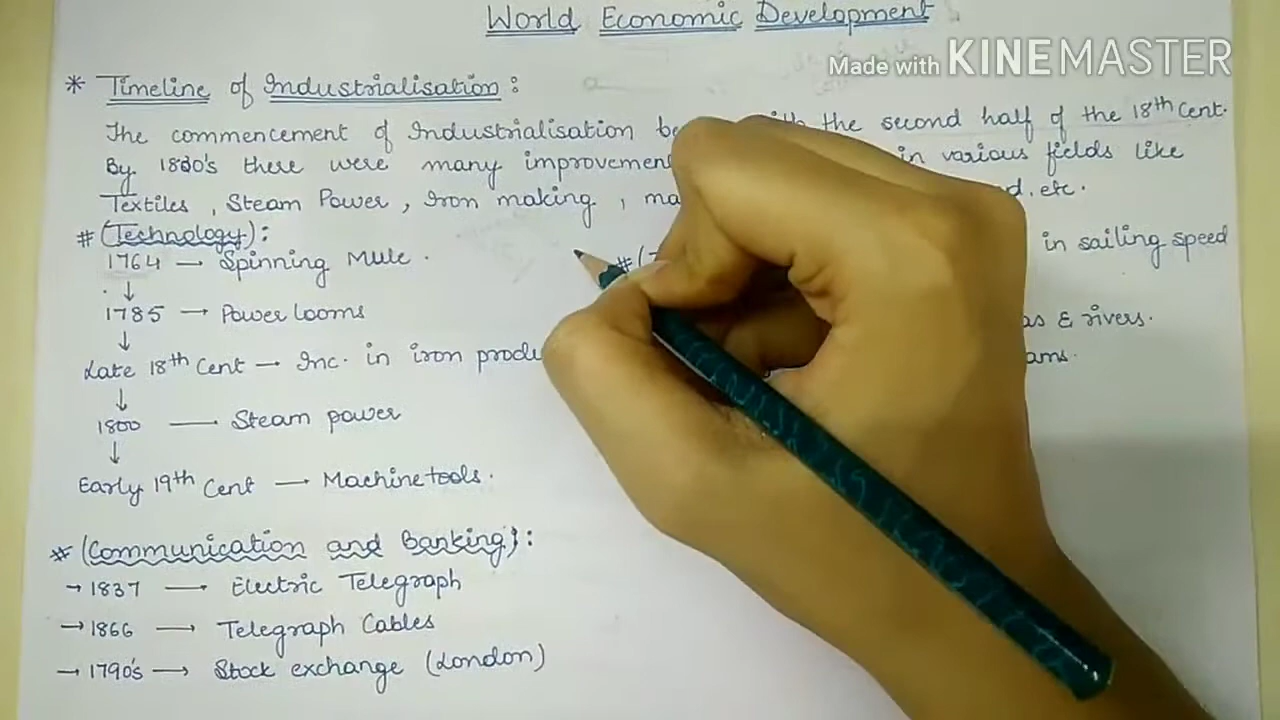 World Economic Development
Made with KINEMASTER
* Timeline of Industrialisation :
The commencement of Industrialisation the second half of the 18th Cent.
By 1800's there were many in various fields like
Textiles, Steam Power, Iron making, etc.
# (Technology) :
1764 → Spinning Mule.
↓
1785 → Power looms
↓
Late 18th Cent — Inc. in iron
↓
1800 — Steam power
↓
Early 19th Cent — Machine tools.
# (Communication and Banking) :
→ 1837 — Electric Telegraph
→ 1866 — Telegraph Cables
→ 1790's → Stock exchange (London)
# (
in sailing speed
& rivers.